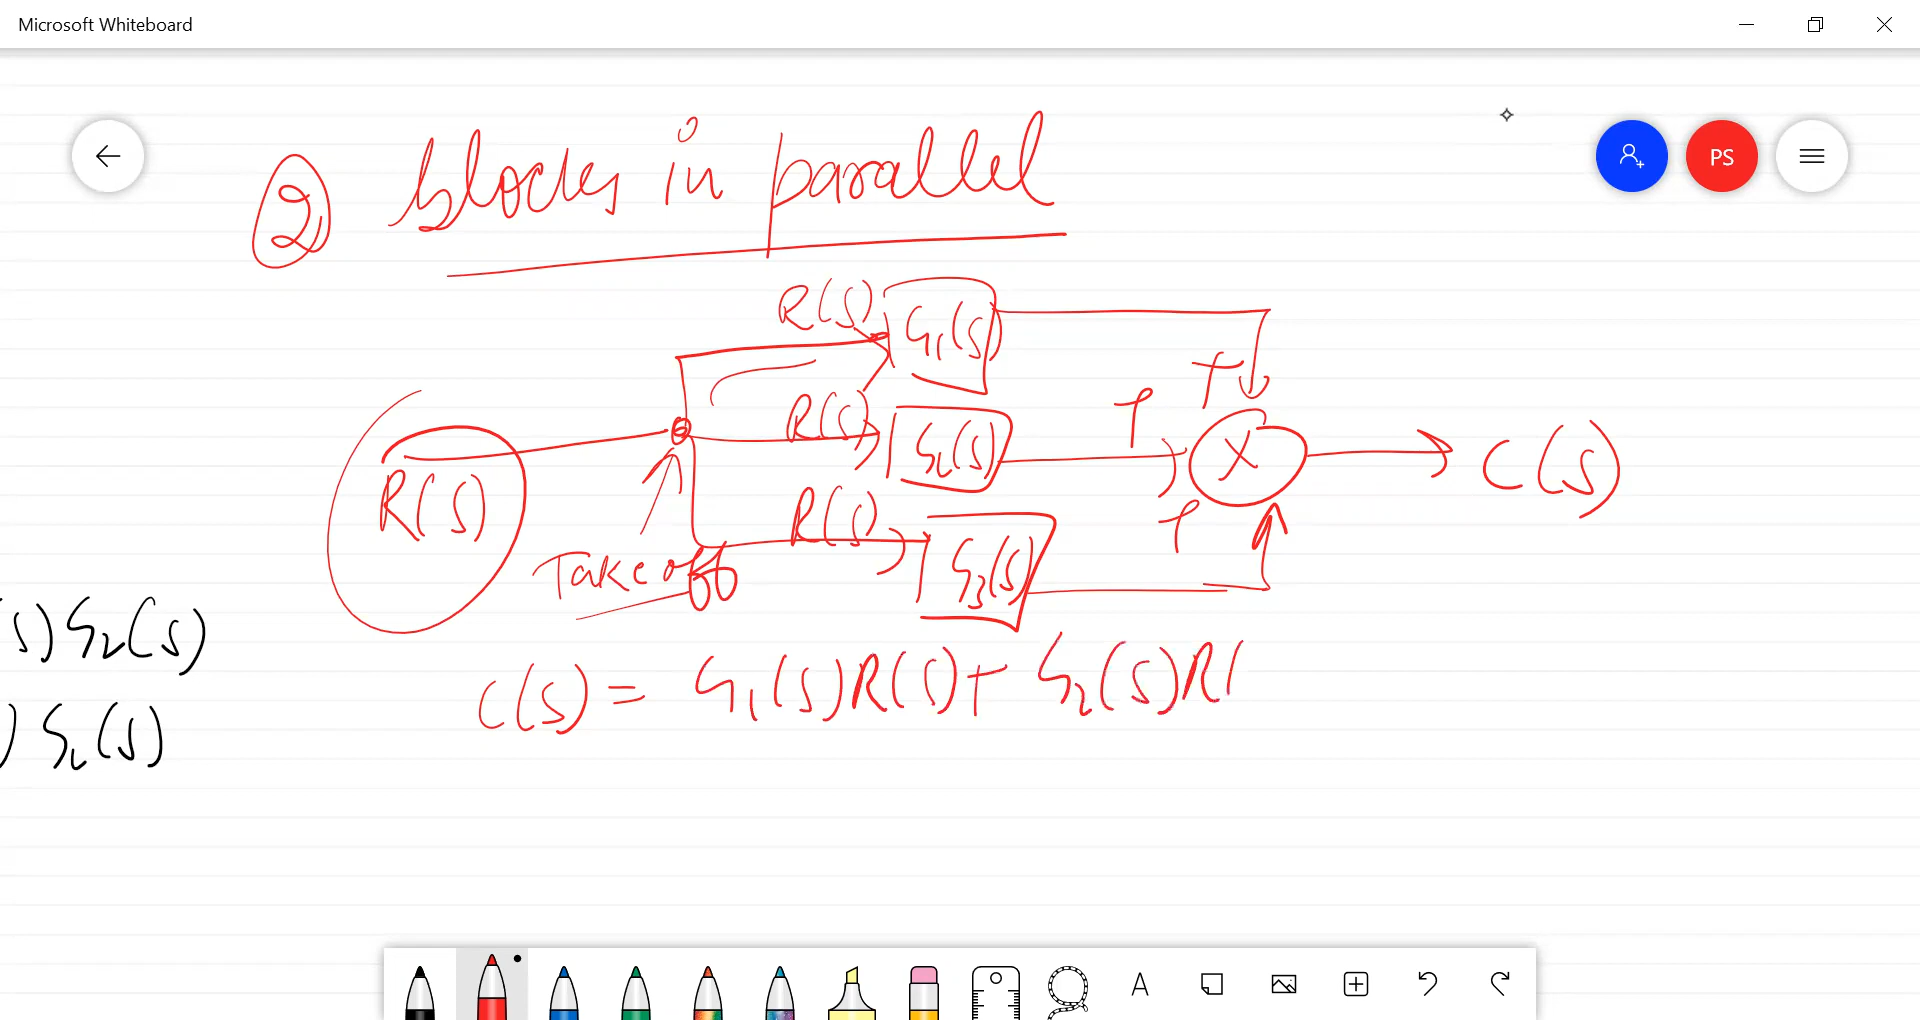 Microsoft Whiteboard
PS
2 blocks in parallel
R(S) G1(S)
+
R(S) G2(S) + X C(S)
R(S)
R(S) G3(S) +
Take off
C(S) = G1(S)R(S) + G2(S)R(
S)G2(S)
)G2(S)
A